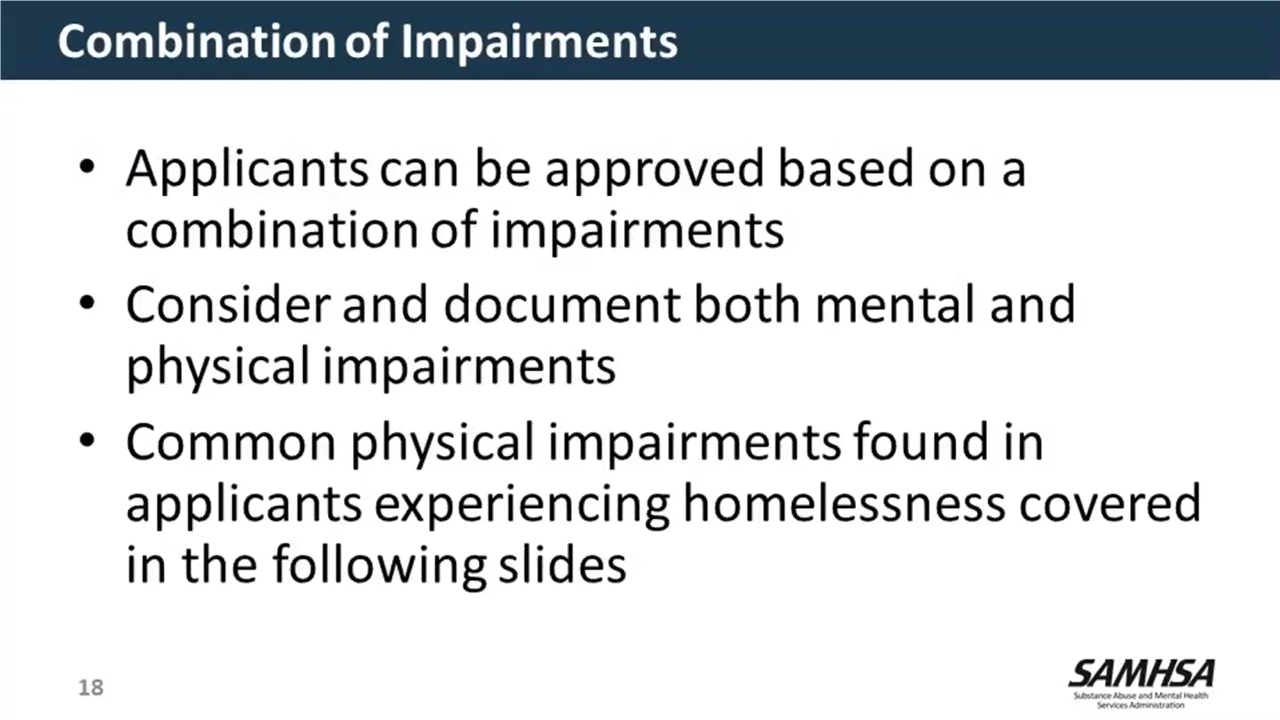 Combination of Impairments
• Applicants can be approved based on a
combination of impairments
• Consider and document both mental and
physical impairments
• Common physical impairments found in
applicants experiencing homelessness covered
in the following slides
18
SAMHSA
Substance Abuse and Mental Health
Services Administration